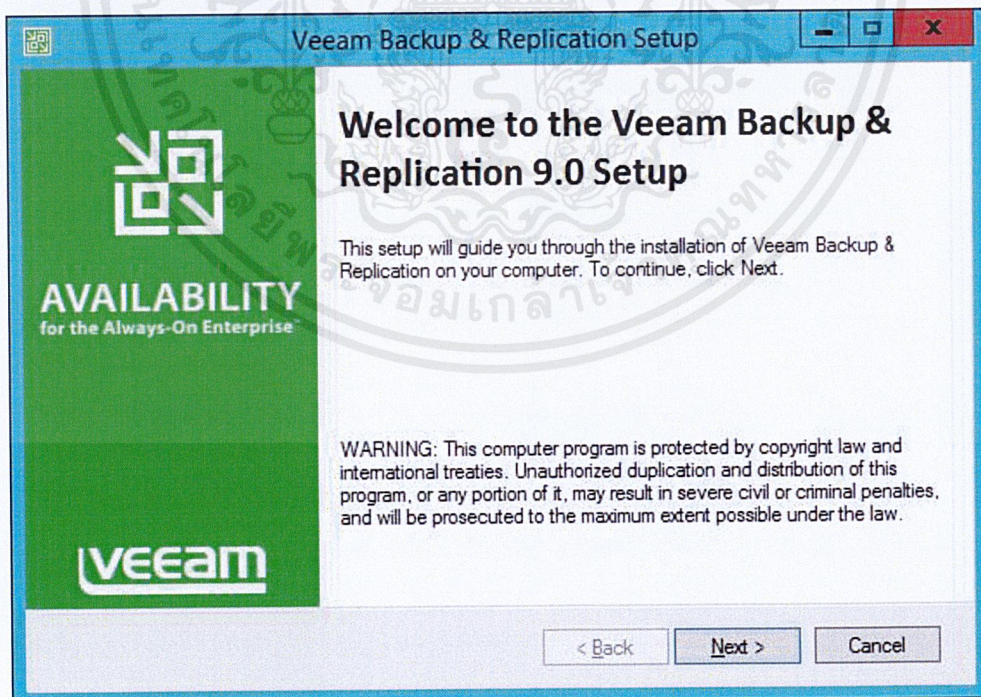 Veeam Backup & Replication Setup
AVAILABILITY
for the Always-On Enterprise™
veeam
Welcome to the Veeam Backup &
Replication 9.0 Setup
This setup will guide you through the installation of Veeam Backup &
Replication on your computer. To continue, click Next.
WARNING: This computer program is protected by copyright law and
international treaties. Unauthorized duplication and distribution of this
program, or any portion of it, may result in severe civil or criminal penalties,
and will be prosecuted to the maximum extent possible under the law.
< Back
Next >
Cancel